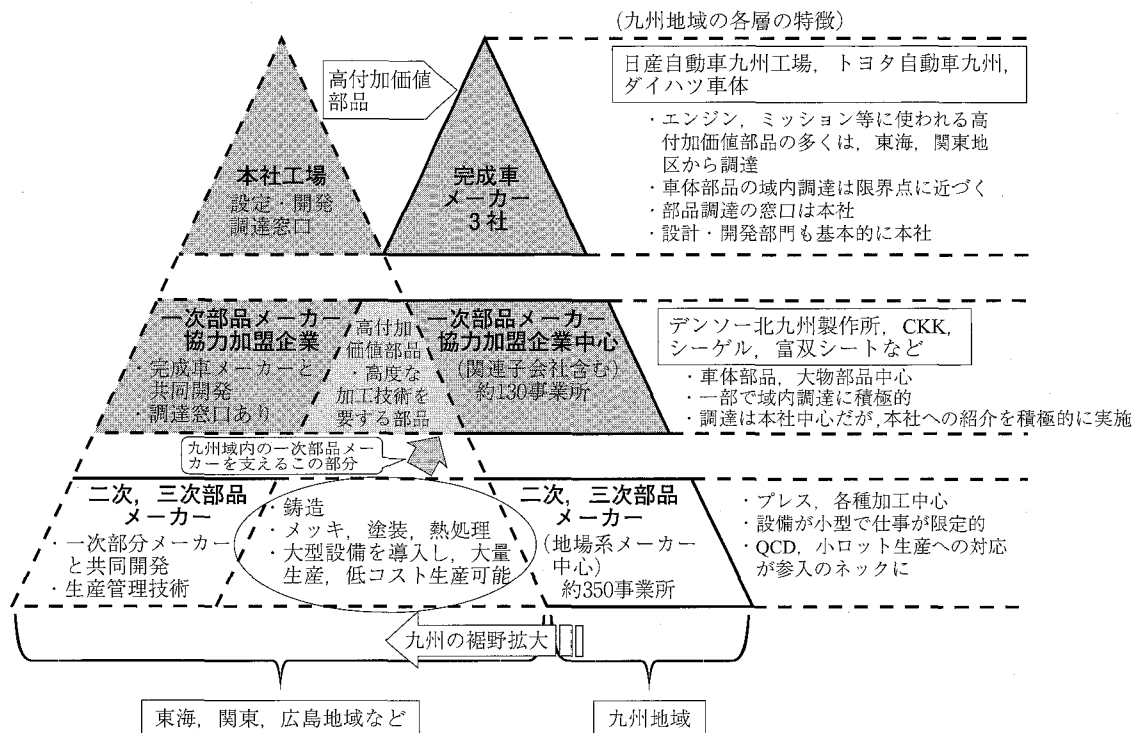 (九州地域の各層の特徴)
高付加価値
部品
日産自動車九州工場，トヨタ自動車九州，
ダイハツ車体
・エンジン，ミッション等に使われる高
付加価値部品の多くは，東海，関東地
区から調達
・車体部品の域内調達は限界点に近づく
・部品調達の窓口は本社
・設計・開発部門も基本的に本社
本社工場
設定・開発
調達窓口
完成車
メーカー
3社
一次部品メーカー
協力加盟企業
・完成車メーカーと
共同開発
・調達窓口あり
高付加
価値部品
・高度な
加工技術を
要する部品
一次部品メーカー
協力加盟企業中心
(関連子会社含む)
約130事業所
デンソー北九州製作所，CKK，
シーゲル，富双シートなど
・車体部品，大物部品中心
・一部で域内調達に積極的
・調達は本社中心だが，本社への紹介を積極的に実施
九州域内の一次部品メー
カーを支えるこの部分
二次，三次部品
メーカー
・一次部分メーカー
と共同開発
・生産管理技術
・鋳造
・メッキ，塗装，熱処理
・大型設備を導入し，大量
生産，低コスト生産可能
二次，三次部品
メーカー
(地場系メーカー
中心)
約350事業所
・プレス，各種加工中心
・設備が小型で仕事が限定的
・QCD，小ロット生産への対応
が参入のネックに
九州の裾野拡大
東海，関東，広島地域など
九州地域